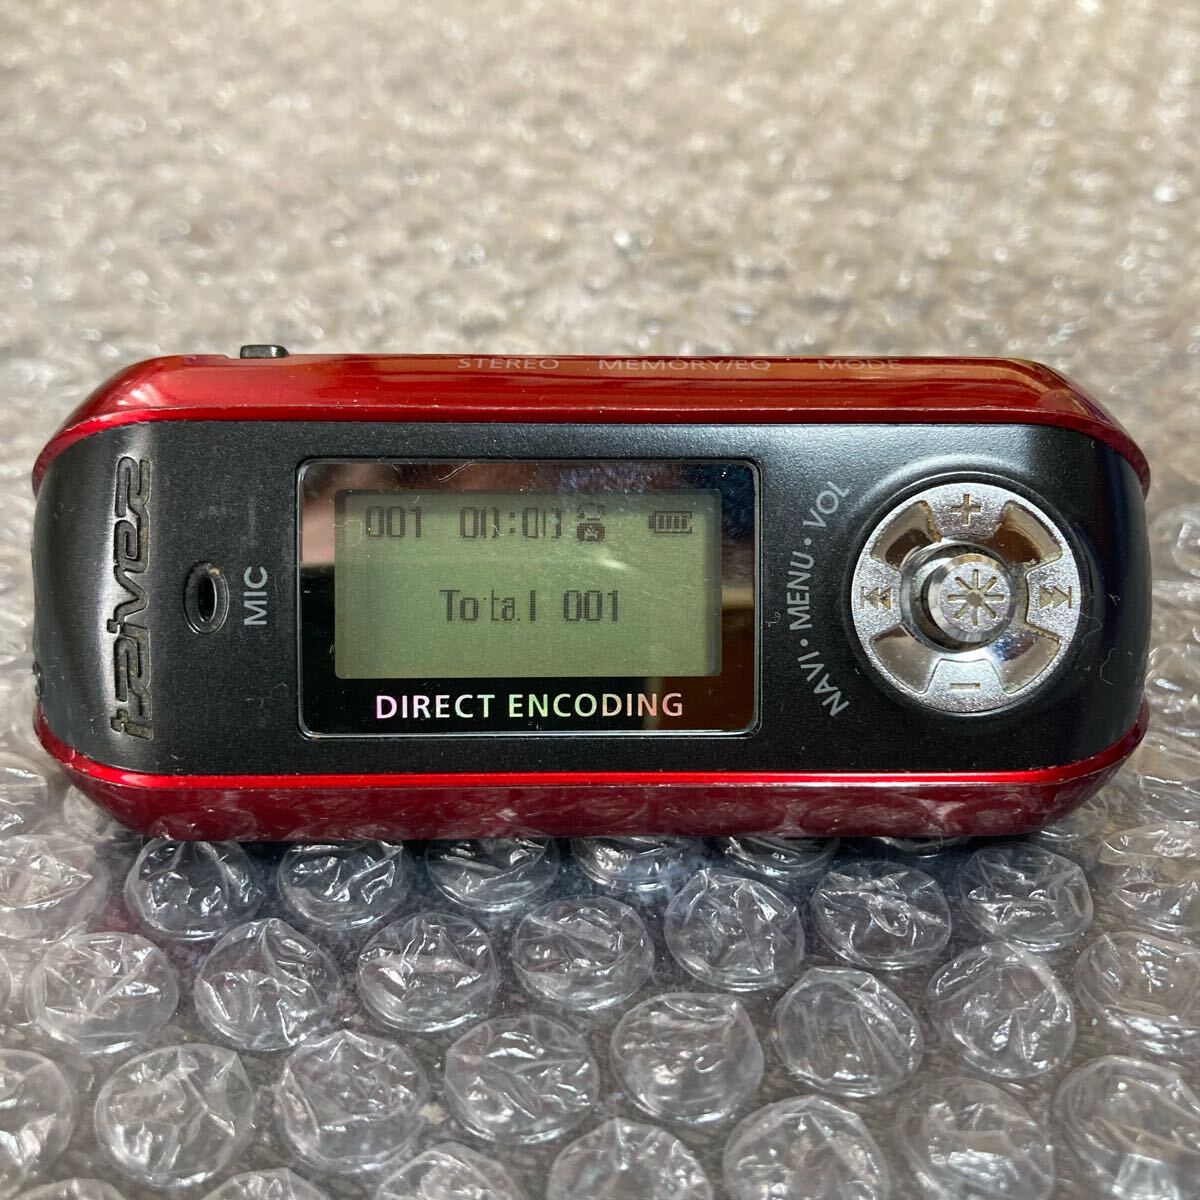 STEREO MEMORY/EQ MODE
iRiver
MIC
001 00:00
Total 001
DIRECT ENCODING
NAVI • MENU • VOL
+
−